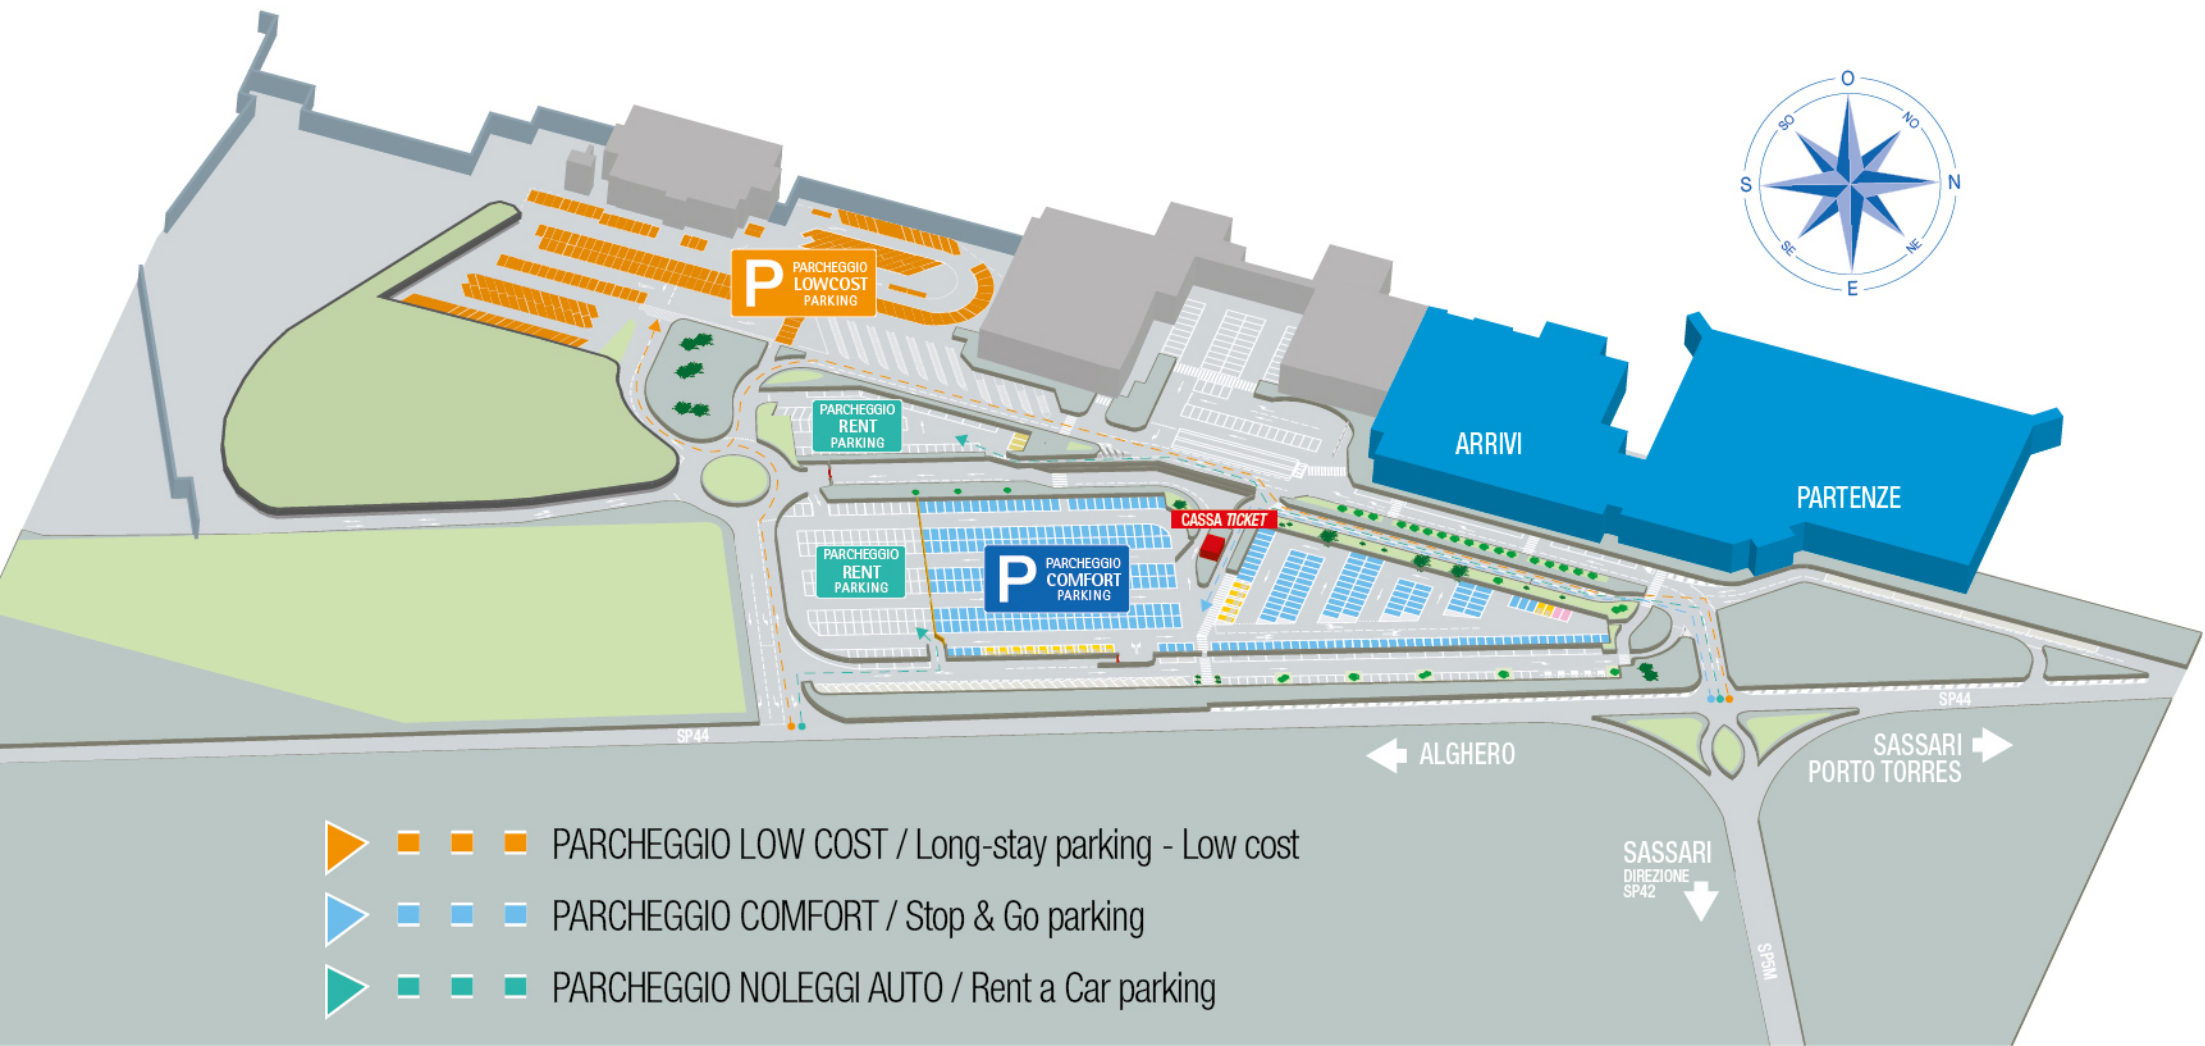 O
SO
NO
S
N
SE
NE
E
P
PARCHEGGIO
LOWCOST
PARKING
PARCHEGGIO
RENT
PARKING
ARRIVI
PARTENZE
CASSA TICKET
PARCHEGGIO
RENT
PARKING
P
PARCHEGGIO
COMFORT
PARKING
SP44
SP44
ALGHERO
SASSARI
PORTO TORRES
SASSARI
DIREZIONE
SP42
SP5M
PARCHEGGIO LOW COST / Long-stay parking - Low cost
PARCHEGGIO COMFORT / Stop & Go parking
PARCHEGGIO NOLEGGI AUTO / Rent a Car parking